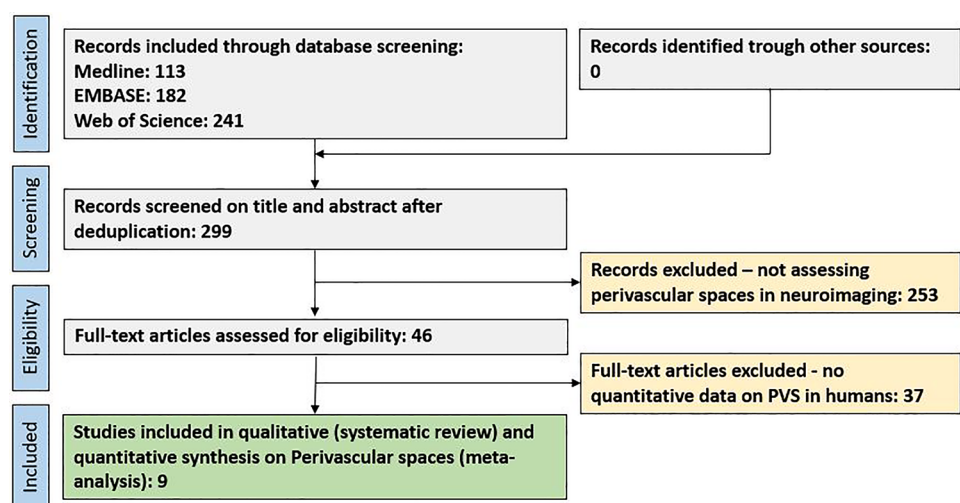 Identification
Records included through database screening:
Medline: 113
EMBASE: 182
Web of Science: 241
Records identified trough other sources:
0
Screening
Records screened on title and abstract after
deduplication: 299
Records excluded – not assessing
perivascular spaces in neuroimaging: 253
Eligibility
Full-text articles assessed for eligibility: 46
Full-text articles excluded - no
quantitative data on PVS in humans: 37
Included
Studies included in qualitative (systematic review) and
quantitative synthesis on Perivascular spaces (meta-
analysis): 9